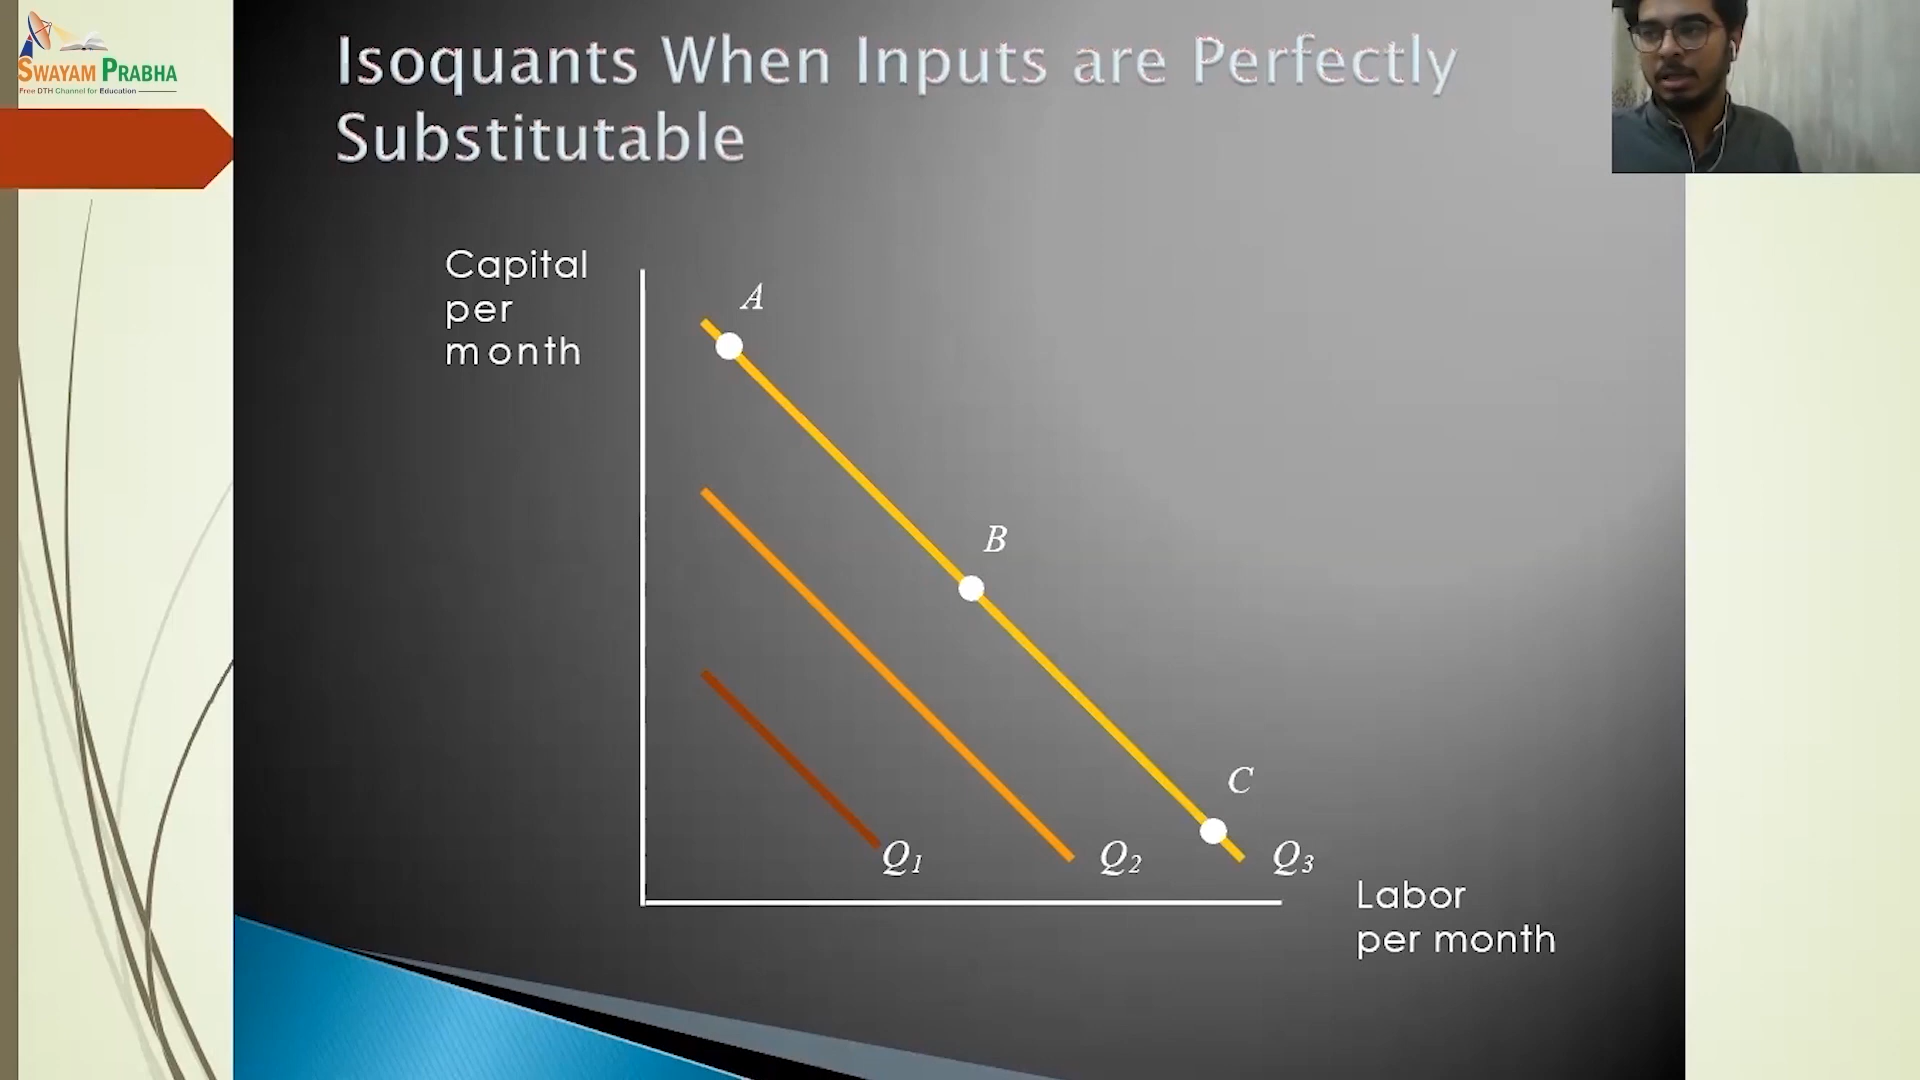 SWAYAM PRABHA
Free DTH Channel for Education
Isoquants When Inputs are Perfectly
Substitutable
Capital
per
month
A
B
C
Q1
Q2
Q3
Labor
per month